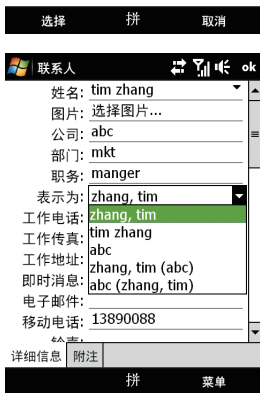 选择 拼 取消
联系人 ok
姓名: tim zhang
图片: 选择图片...
公司: abc
部门: mkt
职务: manger
表示为: zhang, tim
工作电话: zhang, tim
工作传真: tim zhang
工作地址: abc
即时消息: zhang, tim (abc)
电子邮件: abc (zhang, tim)
移动电话: 13890088
详细信息 附注
拼 菜单